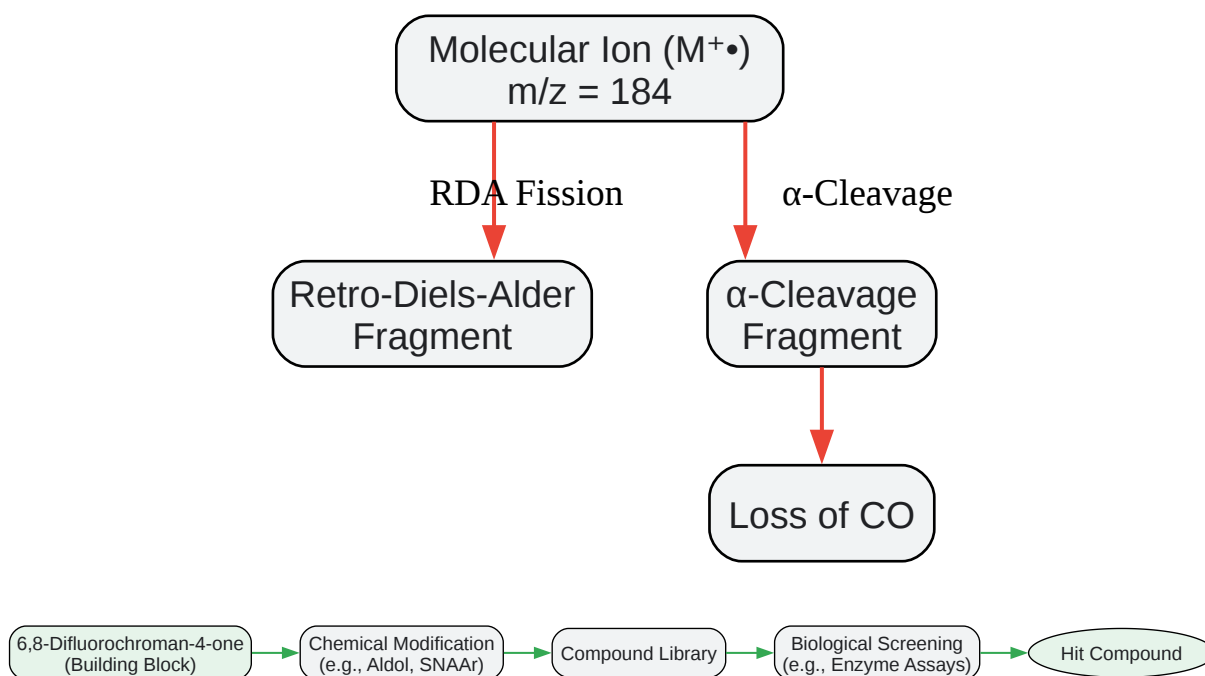 Molecular Ion (M⁺•)
m/z = 184
RDA Fission
α-Cleavage
Retro-Diels-Alder
Fragment
α-Cleavage
Fragment
Loss of CO
6,8-Difluorochroman-4-one
(Building Block)
Chemical Modification
(e.g., Aldol, SNAAr)
Compound Library
Biological Screening
(e.g., Enzyme Assays)
Hit Compound